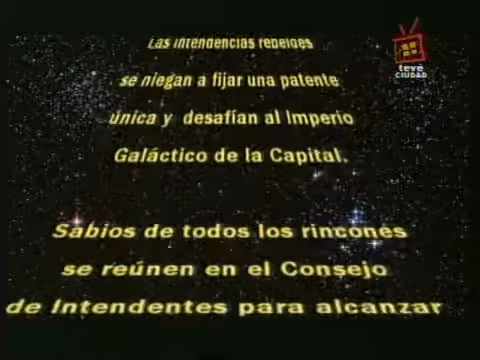 Las intendencias rebeldes
se niegan a fijar una patente
única y desafían al Imperio
Galáctico de la Capital.
Sabios de todos los rincones
se reúnen en el Consejo
de Intendentes para alcanzar
tevé
CIUDAD